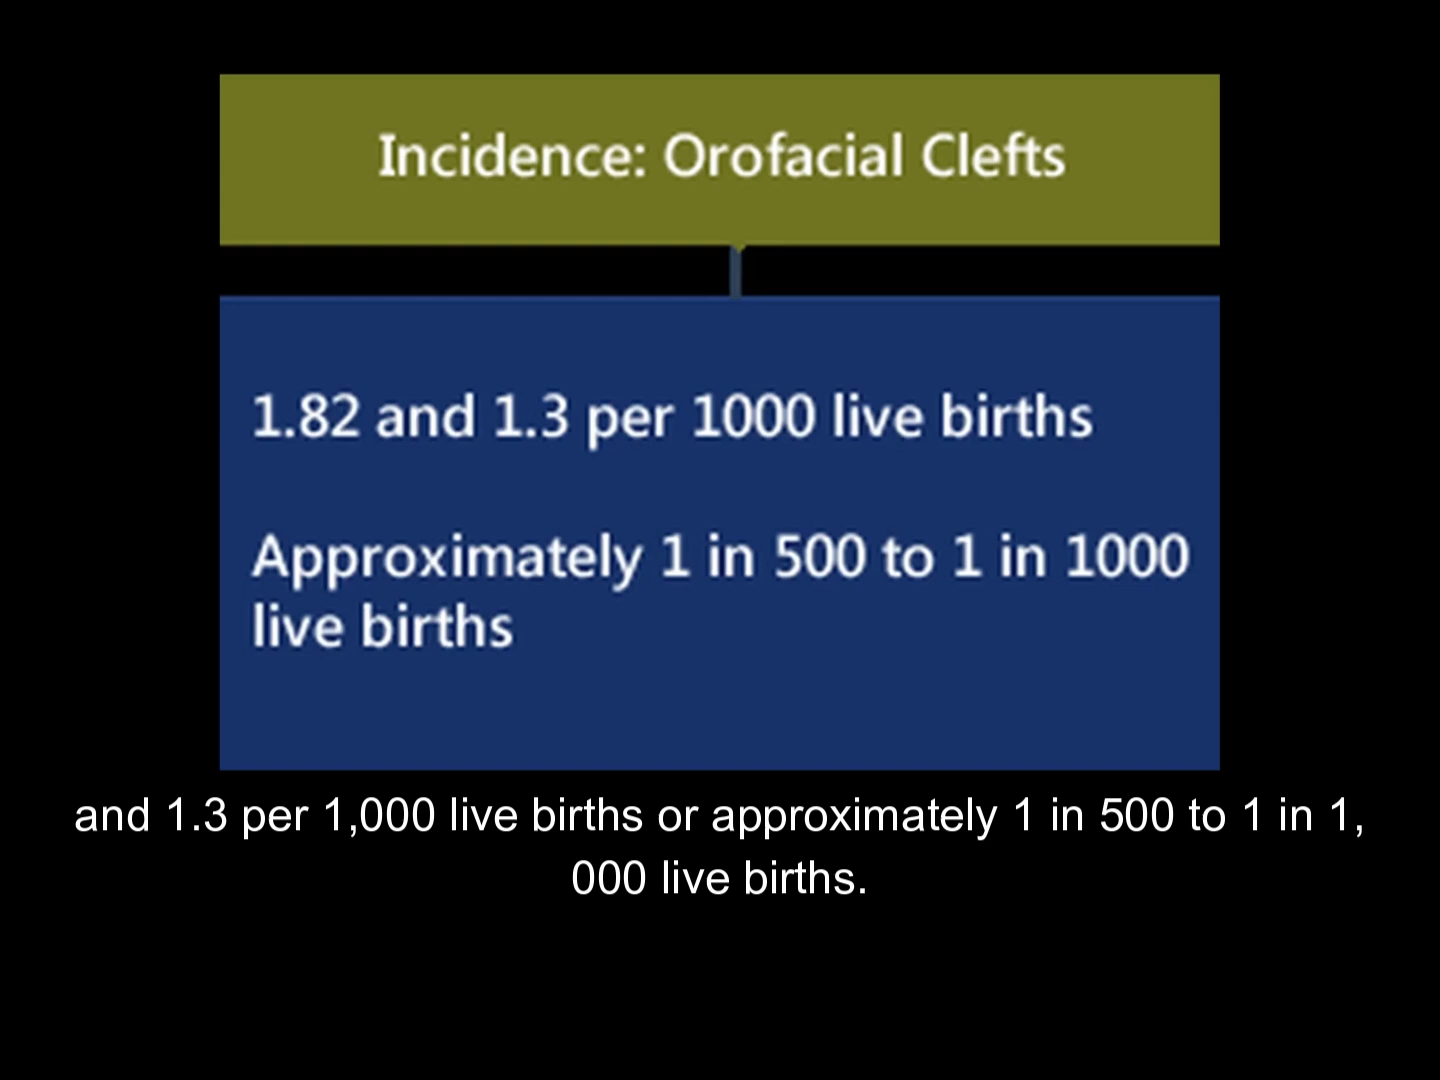 Incidence: Orofacial Clefts
1.82 and 1.3 per 1000 live births
Approximately 1 in 500 to 1 in 1000
live births
and 1.3 per 1,000 live births or approximately 1 in 500 to 1 in 1,
000 live births.